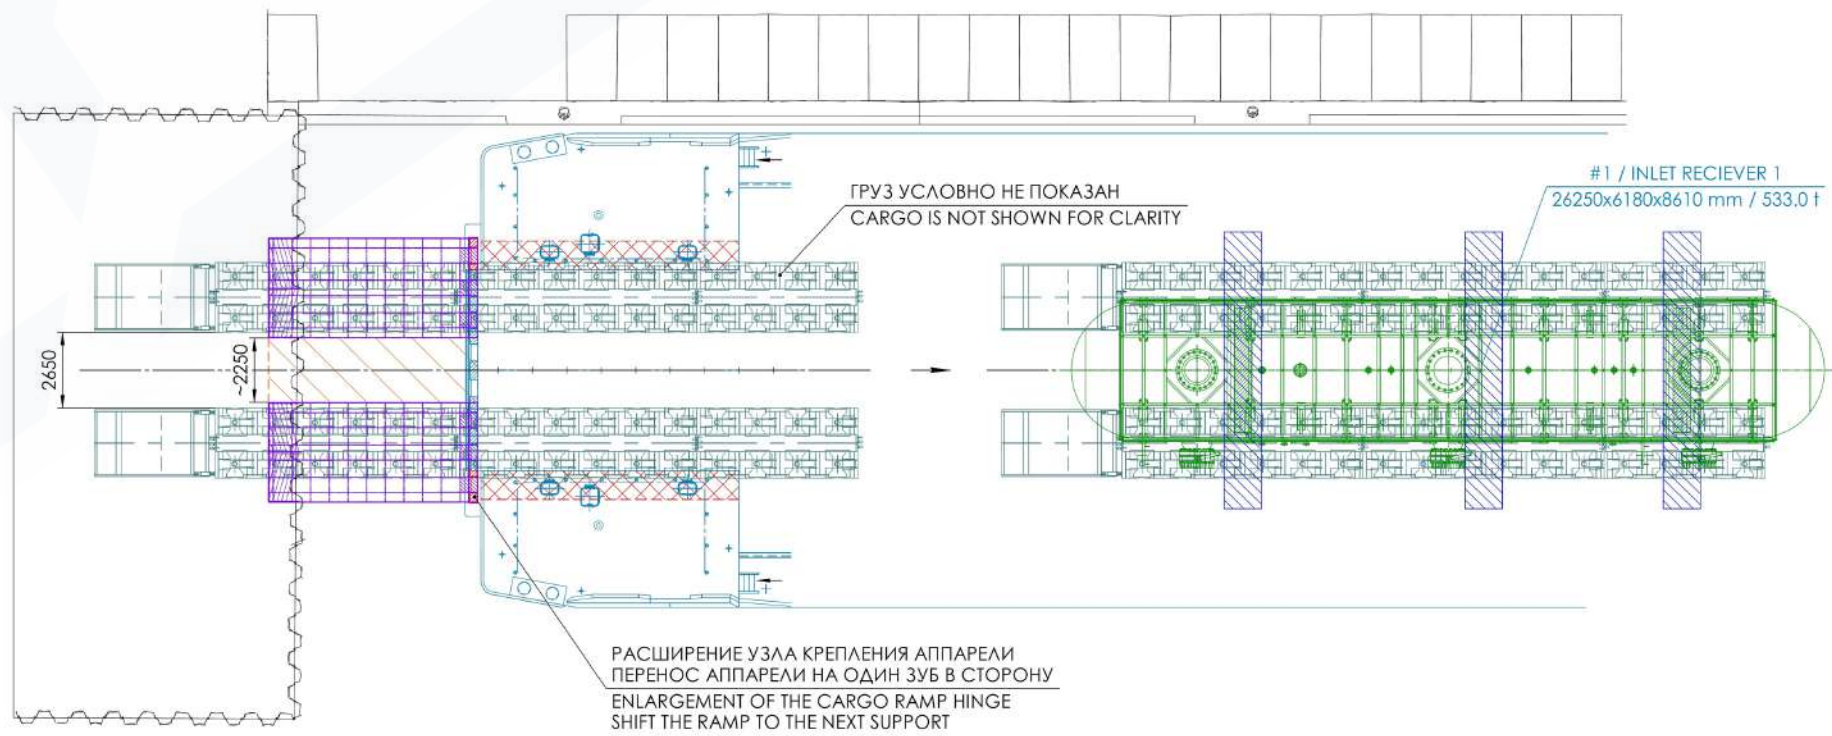 ГРУЗ УСЛОВНО НЕ ПОКАЗАН
CARGO IS NOT SHOWN FOR CLARITY
#1 / INLET RECIEVER 1
26250x6180x8610 mm / 533,0 t
2650
~2250
РАСШИРЕНИЕ УЗЛА КРЕПЛЕНИЯ АППАРЕЛИ
ПЕРЕНОС АППАРЕЛИ НА ОДИН ЗУБ В СТОРОНУ
ENLARGEMENT OF THE CARGO RAMP HINGE
SHIFT THE RAMP TO THE NEXT SUPPORT